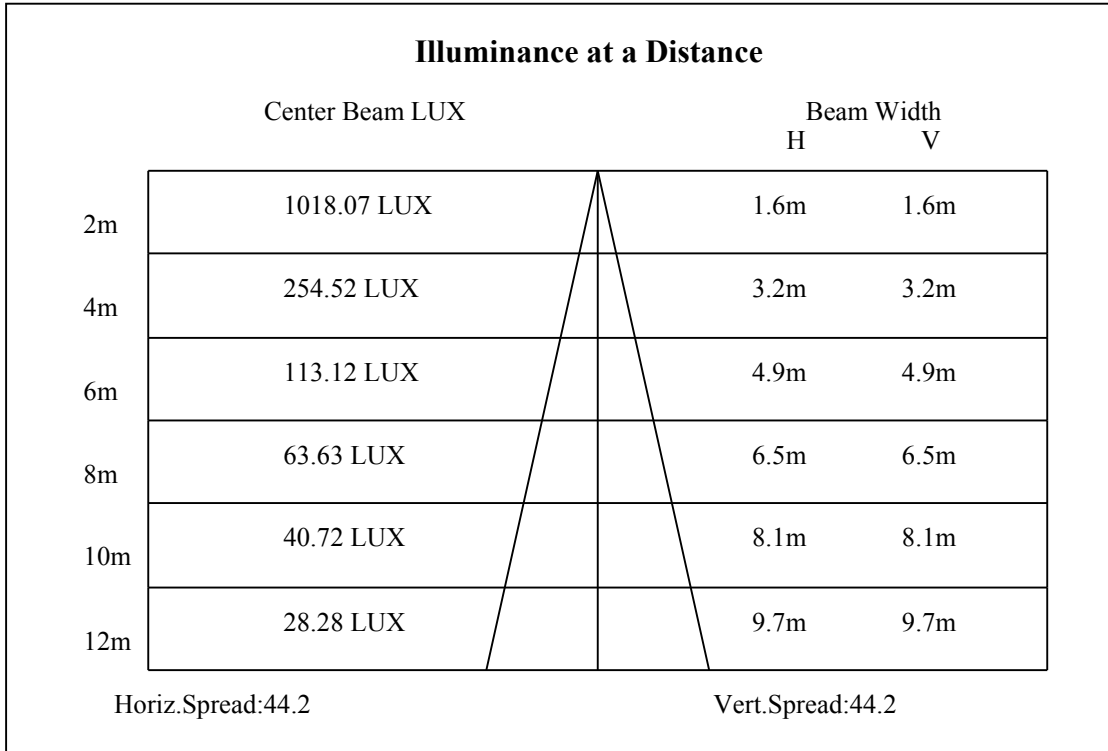 Illuminance at a Distance
Center Beam LUX Beam Width
H V
2m 1018.07 LUX 1.6m 1.6m
4m 254.52 LUX 3.2m 3.2m
6m 113.12 LUX 4.9m 4.9m
8m 63.63 LUX 6.5m 6.5m
10m 40.72 LUX 8.1m 8.1m
12m 28.28 LUX 9.7m 9.7m
Horiz.Spread:44.2 Vert.Spread:44.2